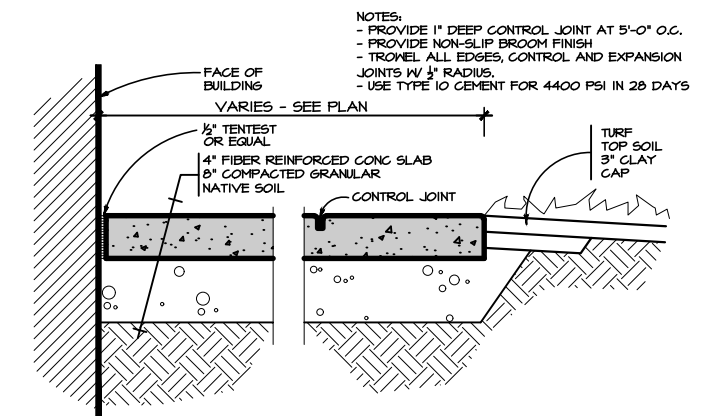 NOTES:
- PROVIDE 1" DEEP CONTROL JOINT AT 5'-0" O.C.
- PROVIDE NON-SLIP BROOM FINISH
- TROWEL ALL EDGES, CONTROL AND EXPANSION
JOINTS W/ ½" RADIUS.
- USE TYPE 10 CEMENT FOR 4400 PSI IN 28 DAYS
FACE OF
BUILDING
VARIES - SEE PLAN
½" TENTEST
OR EQUAL
4" FIBER REINFORCED CONC SLAB
8" COMPACTED GRANULAR
NATIVE SOIL
CONTROL JOINT
TURF
TOP SOIL
3" CLAY
CAP